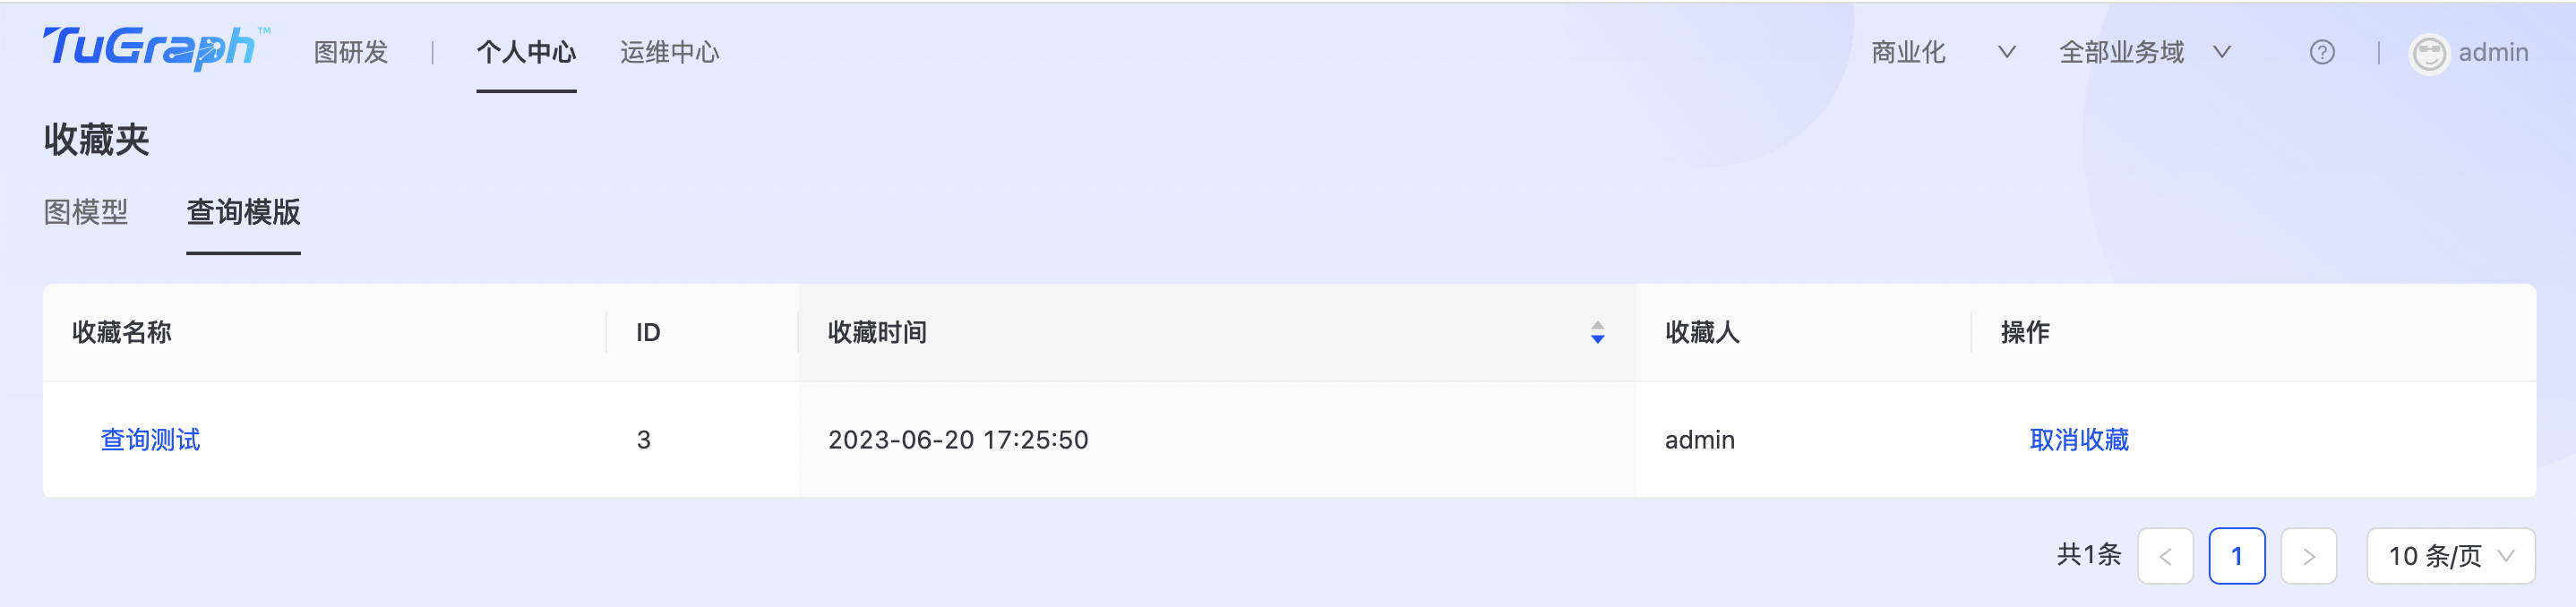 TuGraph™ 图研发 | 个人中心 运维中心 商业化 全部业务域 ? | admin
收藏夹
图模型 查询模版
收藏名称 ID 收藏时间 收藏人 操作
查询测试 3 2023-06-20 17:25:50 admin 取消收藏
共1条 < 1 > 10 条/页